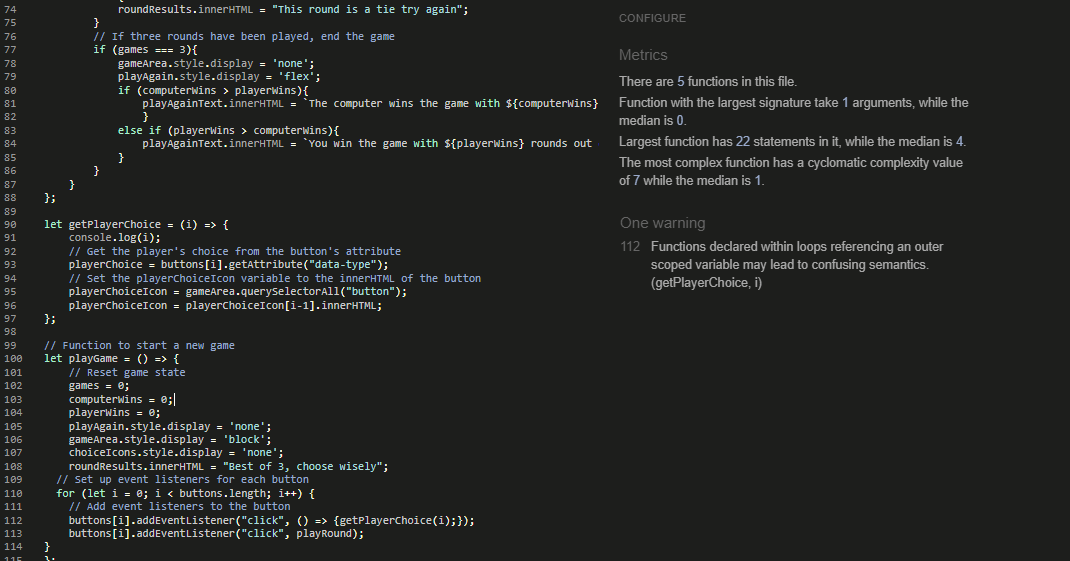 74 roundResults.innerHTML = "This round is a tie try again";
75 }
76 // If three rounds have been played, end the game
77 if (games === 3){
78 gameArea.style.display = 'none';
79 playAgain.style.display = 'flex';
80 if (computerWins > playerWins){
81 playAgainText.innerHTML = `The computer wins the game with ${computerWins}
82 }
83 else if (playerWins > computerWins){
84 playAgainText.innerHTML = `You win the game with ${playerWins} rounds out
85 }
86 }
87 }
88 };
89
90 let getPlayerChoice = (i) => {
91 console.log(i);
92 // Get the player's choice from the button's attribute
93 playerChoice = buttons[i].getAttribute("data-type");
94 // Set the playerChoiceIcon variable to the innerHTML of the button
95 playerChoiceIcon = gameArea.querySelectorAll("button");
96 playerChoiceIcon = playerChoiceIcon[i-1].innerHTML;
97 };
98
99 // Function to start a new game
100 let playGame = () => {
101 // Reset game state
102 games = 0;
103 computerWins = 0;
104 playerWins = 0;
105 playAgain.style.display = 'none';
106 gameArea.style.display = 'block';
107 choiceIcons.style.display = 'none';
108 roundResults.innerHTML = "Best of 3, choose wisely";
109 // Set up event listeners for each button
110 for (let i = 0; i < buttons.length; i++) {
111 // Add event listeners to the button
112 buttons[i].addEventListener("click", () => {getPlayerChoice(i);});
113 buttons[i].addEventListener("click", playRound);
114 }
115 };
CONFIGURE
Metrics
There are 5 functions in this file.
Function with the largest signature take 1 arguments, while the
median is 0.
Largest function has 22 statements in it, while the median is 4.
The most complex function has a cyclomatic complexity value
of 7 while the median is 1.
One warning
112 Functions declared within loops referencing an outer
scoped variable may lead to confusing semantics.
(getPlayerChoice, i)